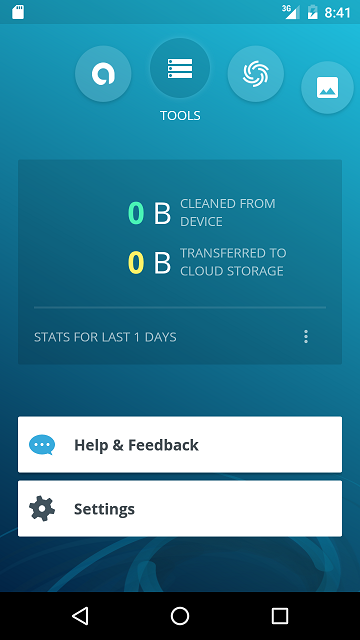 3G 8:41
TOOLS
0 B CLEANED FROM
DEVICE
0 B TRANSFERRED TO
CLOUD STORAGE
STATS FOR LAST 1 DAYS
Help & Feedback
Settings